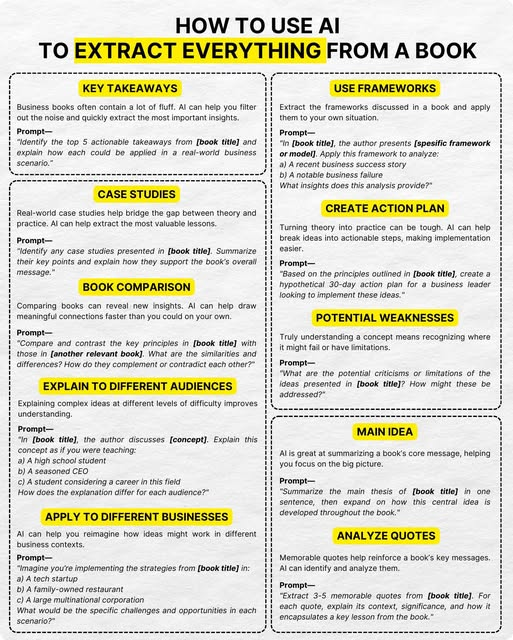 HOW TO USE AI
TO EXTRACT EVERYTHING FROM A BOOK
KEY TAKEAWAYS
Business books often contain a lot of fluff. AI can help you filter
out the noise and quickly extract the most important insights.
Prompt—
"Identify the top 5 actionable takeaways from [book title] and
explain how each could be applied in a real-world business
scenario."
CASE STUDIES
Real-world case studies help bridge the gap between theory and
practice. AI can help extract the most valuable lessons.
Prompt—
"Identify any case studies presented in [book title]. Summarize
their key points and explain how they support the book's overall
message."
BOOK COMPARISON
Comparing books can reveal new insights. AI can help draw
meaningful connections faster than you could on your own.
Prompt—
"Compare and contrast the key principles in [book title] with
those in [another relevant book]. What are the similarities and
differences? How do they complement or contradict each other?"
EXPLAIN TO DIFFERENT AUDIENCES
Explaining complex ideas at different levels of difficulty improves
understanding.
Prompt—
"In [book title], the author discusses [concept]. Explain this
concept as if you were teaching:
a) A high school student
b) A seasoned CEO
c) A student considering a career in this field
How does the explanation differ for each audience?"
APPLY TO DIFFERENT BUSINESSES
AI can help you reimagine how ideas might work in different
business contexts.
Prompt—
"Imagine you're implementing the strategies from [book title] in:
a) A tech startup
b) A family-owned restaurant
c) A large multinational corporation
What would be the specific challenges and opportunities in each
scenario?"
USE FRAMEWORKS
Extract the frameworks discussed in a book and apply
them to your own situation.
Prompt—
"In [book title], the author presents [spesific framework
or model]. Apply this framework to analyze:
a) A recent business success story
b) A notable business failure
What insights does this analysis provide?"
CREATE ACTION PLAN
Turning theory into practice can be tough. AI can help
break ideas into actionable steps, making implementation
easier.
Prompt—
"Based on the principles outlined in [book title], create a
hypothetical 30-day action plan for a business leader
looking to implement these ideas."
POTENTIAL WEAKNESSES
Truly understanding a concept means recognizing where
it might fail or have limitations.
Prompt—
"What are the potential criticisms or limitations of the
ideas presented in [book title]? How might these be
addressed?"
MAIN IDEA
AI is great at summarizing a book's core message, helping
you focus on the big picture.
Prompt—
"Summarize the main thesis of [book title] in one
sentence, then expand on how this central idea is
developed throughout the book."
ANALYZE QUOTES
Memorable quotes help reinforce a book's key messages.
AI can identify and analyze them.
Prompt—
"Extract 3-5 memorable quotes from [book title]. For
each quote, explain its context, significance, and how it
encapsulates a key lesson from the book."